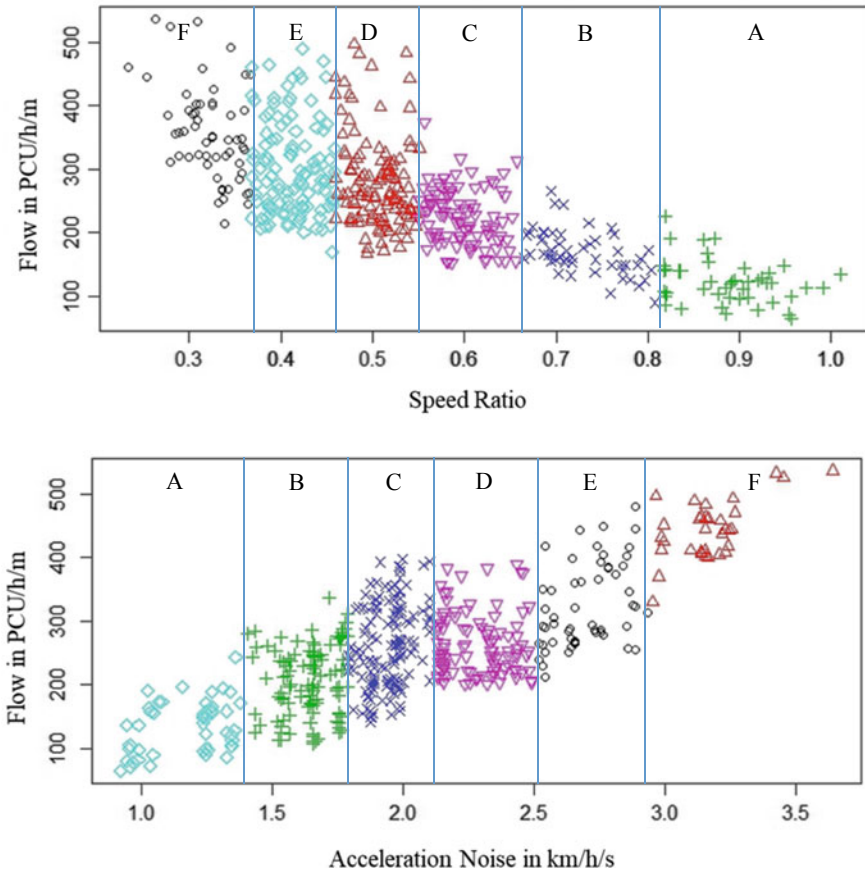 F E D C B A
500
400
300
200
100
Flow in PCU/h/m
0.3 0.4 0.5 0.6 0.7 0.8 0.9 1.0
Speed Ratio
A B C D E F
500
400
300
200
100
Flow in PCU/h/m
1.0 1.5 2.0 2.5 3.0 3.5
Acceleration Noise in km/h/s